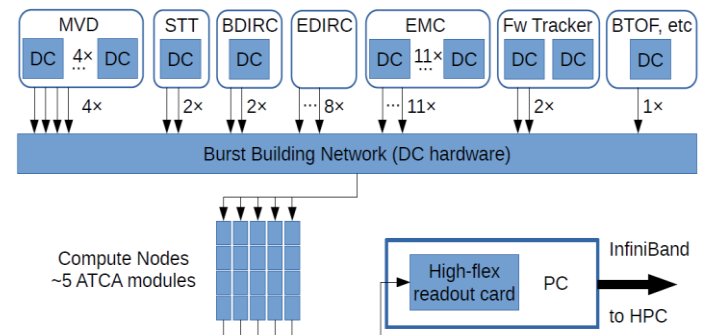 MVD
STT
BDIRC
EDIRC
EMC
Fw Tracker
BTOF, etc
DC 4× ... DC
DC
DC
DC 11× ... DC
DC DC
DC
4×
2×
2×
... 8×
... 11×
2×
1×
Burst Building Network (DC hardware)
Compute Nodes
~5 ATCA modules
High-flex
readout card
PC
InfiniBand
to HPC